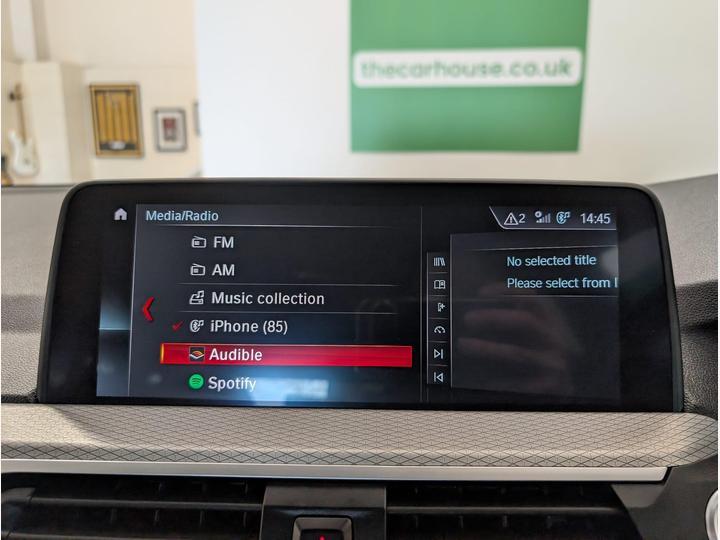 thecarhouse.co.uk
Media/Radio
2
14:45
FM
AM
Music collection
iPhone (85)
Audible
Spotify
No selected title
Please select from l